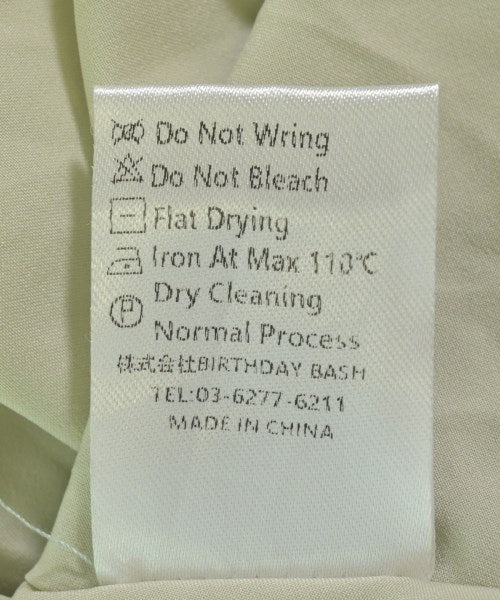 Do Not Wring
Do Not Bleach
Flat Drying
Iron At Max 110℃
P Dry Cleaning
Normal Process
株式会社BIRTHDAY BASH
TEL:03-6277-6211
MADE IN CHINA